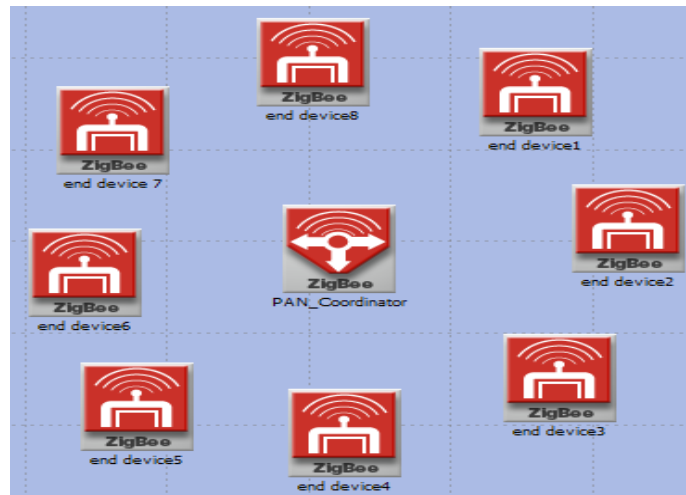 ZigBee
end device8
ZigBee
end device1
ZigBee
end device 7
ZigBee
end device2
ZigBee
PAN_Coordinator
ZigBee
end device6
ZigBee
end device3
ZigBee
end device5
ZigBee
end device4